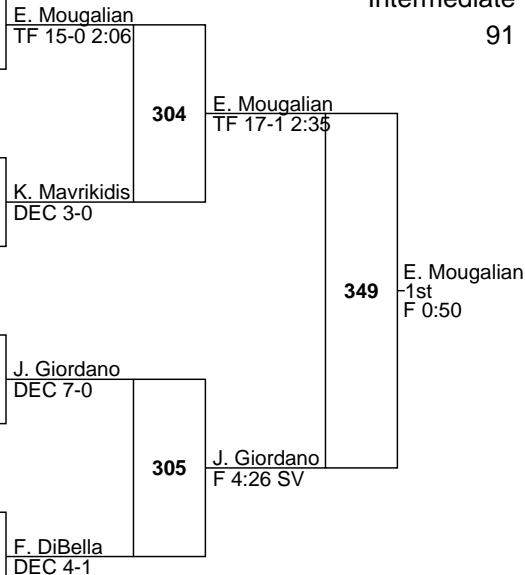 Intermediate
91
E. Mougalian
TF 15-0 2:06
304
E. Mougalian
TF 17-1 2:35
K. Mavrikidis
DEC 3-0
349
E. Mougalian
1st
F 0:50
J. Giordano
DEC 7-0
305
J. Giordano
F 4:26 SV
F. DiBella
DEC 4-1